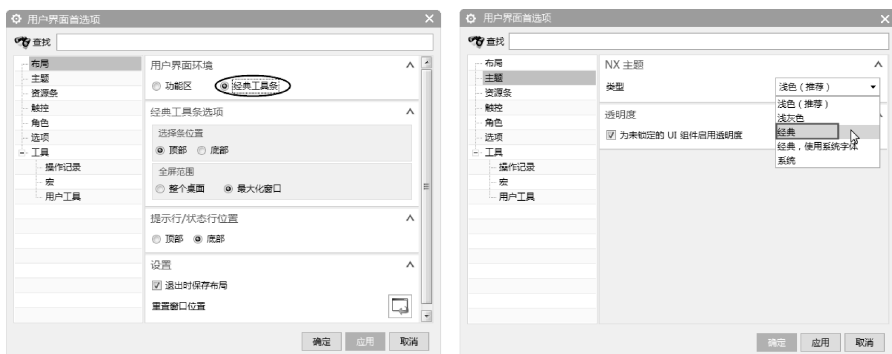 用户界面首选项
查找
布局
主题
资源条
触控
角色
选项
工具
操作记录
宏
用户工具
用户界面环境
功能区 经典工具条
经典工具条选项
选择条位置
顶部 底部
全屏范围
整个桌面 最大化窗口
提示行/状态行位置
顶部 底部
设置
退出时保存布局
重置窗口位置
确定 应用 取消
用户界面首选项
查找
布局
主题
资源条
触控
角色
选项
工具
操作记录
宏
用户工具
NX 主题
类型 浅色（推荐）
浅色（推荐）
浅灰色
经典
经典，使用系统字体
系统
透明度
为未锁定的 UI 组件启用透明度
确定 应用 取消